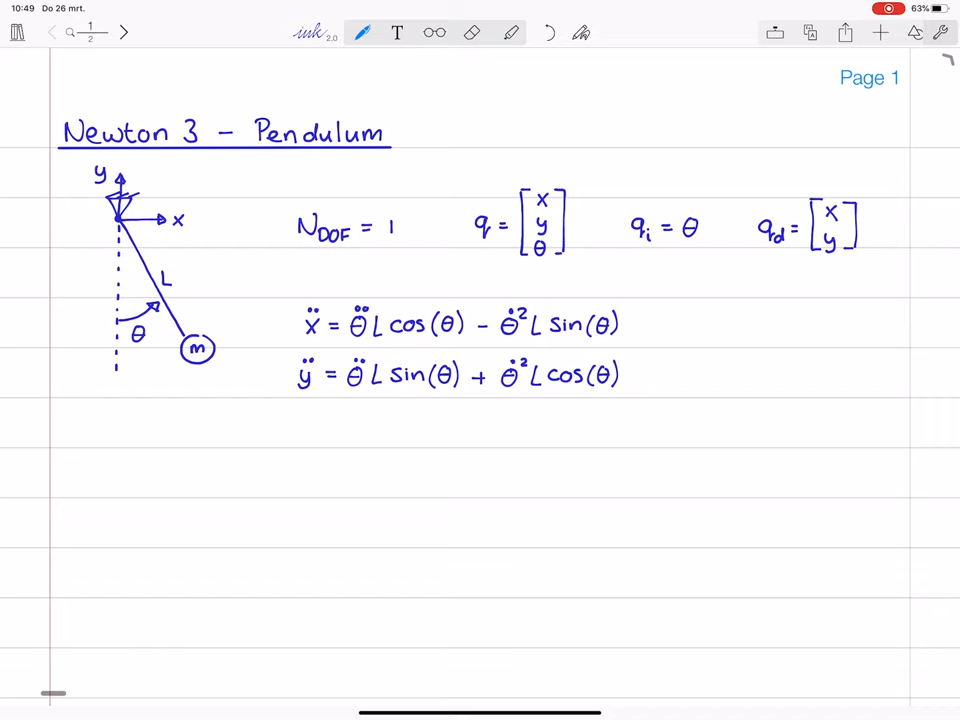 10:49 Do 26 mrt. 63%
1
2
ink 2.0 T A
Page 1
Newton 3 - Pendulum
y
x
L
θ
m
N_DOF = 1 q = [x y θ] q_i = θ q_d = [x y]
ẍ = θ̈ L cos(θ) - θ̇² L sin(θ)
ÿ = θ̈ L sin(θ) + θ̇² L cos(θ)